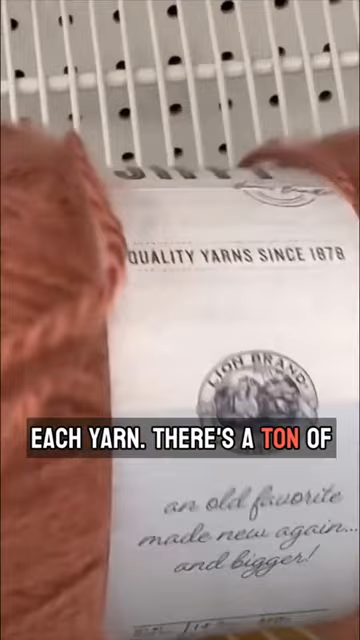 QUALITY YARNS SINCE 1878
LION BRAND
EACH YARN. THERE'S A TON OF
an old favorite
made new again...
and bigger!